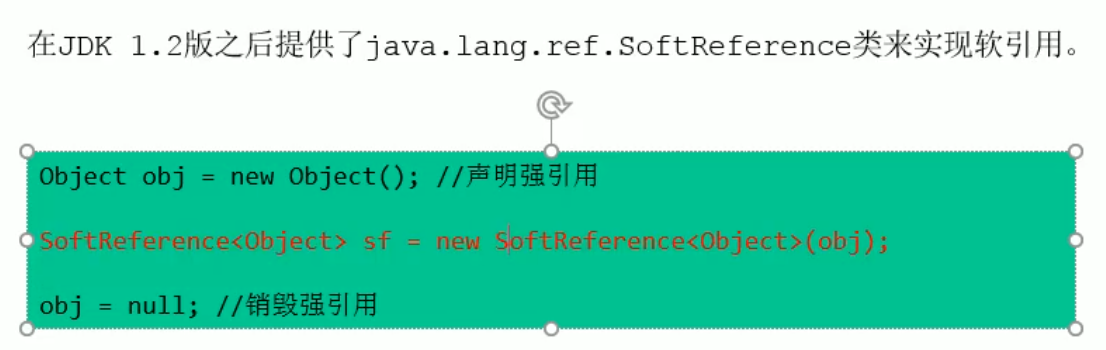 在JDK 1.2版之后提供了java.lang.ref.SoftReference类来实现软引用。
Object obj = new Object(); //声明强引用
SoftReference<Object> sf = new SoftReference<Object>(obj);
obj = null; //销毁强引用